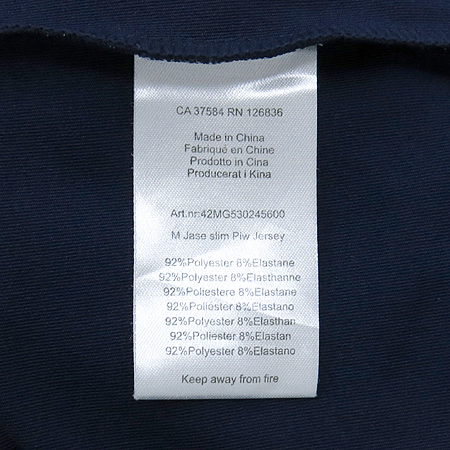 CA 37584 RN 126836
Made in China
Fabriqué en Chine
Prodotto in Cina
Producerat i Kina
Art.nr:42MG530245600
M Jase slim Piw Jersey
92%Polyester 8%Elastane
92%Polyester 8%Elasthanne
92%Poliestere 8%Elastane
92%Poliéster 8%Elastano
92%Polyester 8%Elasthan
92%Poliester 8%Elastan
92%Polyester 8%Elastano
Keep away from fire